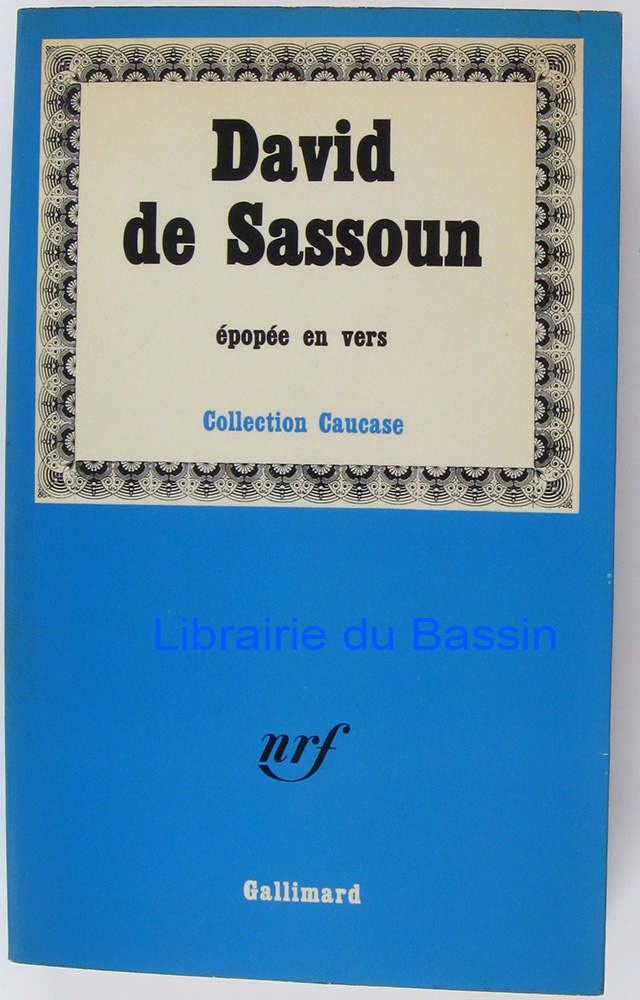 David
de Sassoun
épopée en vers
Collection Caucase
Librairie du Bassin
nrf
Gallimard